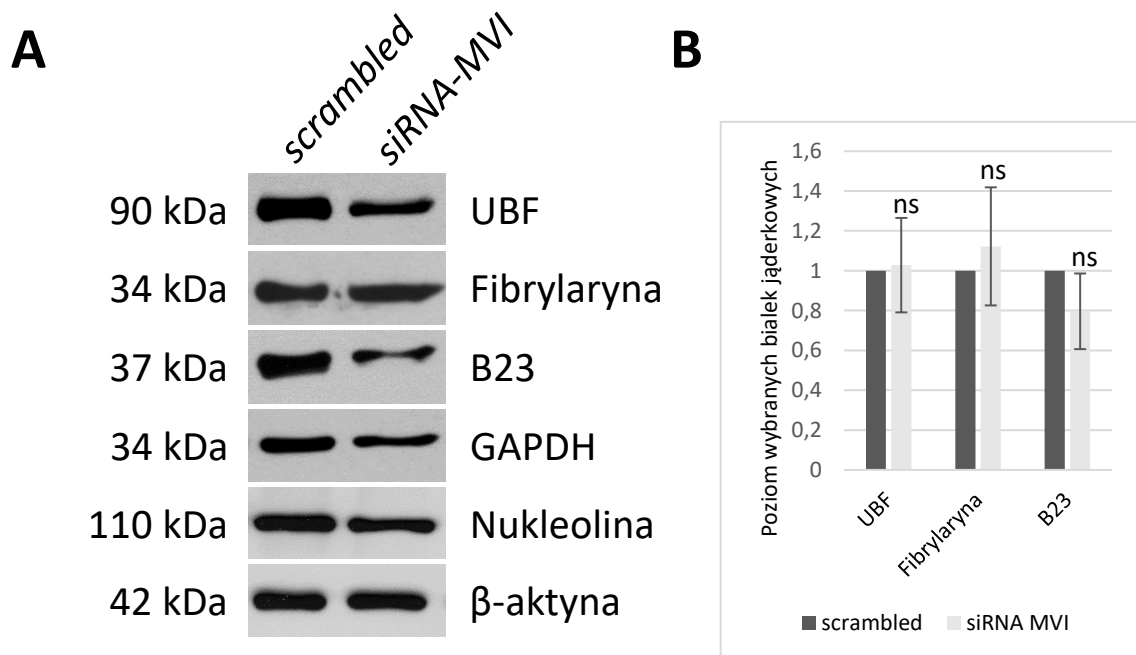 A
scrambled
siRNA-MVI
90 kDa UBF
34 kDa Fibrylaryna
37 kDa B23
34 kDa GAPDH
110 kDa Nukleolina
42 kDa β-aktyna
B
Poziom wybranych bialek jąderkowych
1,6
1,4
1,2
1
0,8
0,6
0,4
0,2
0
ns
ns
ns
UBF
Fibrylaryna
B23
scrambled siRNA MVI